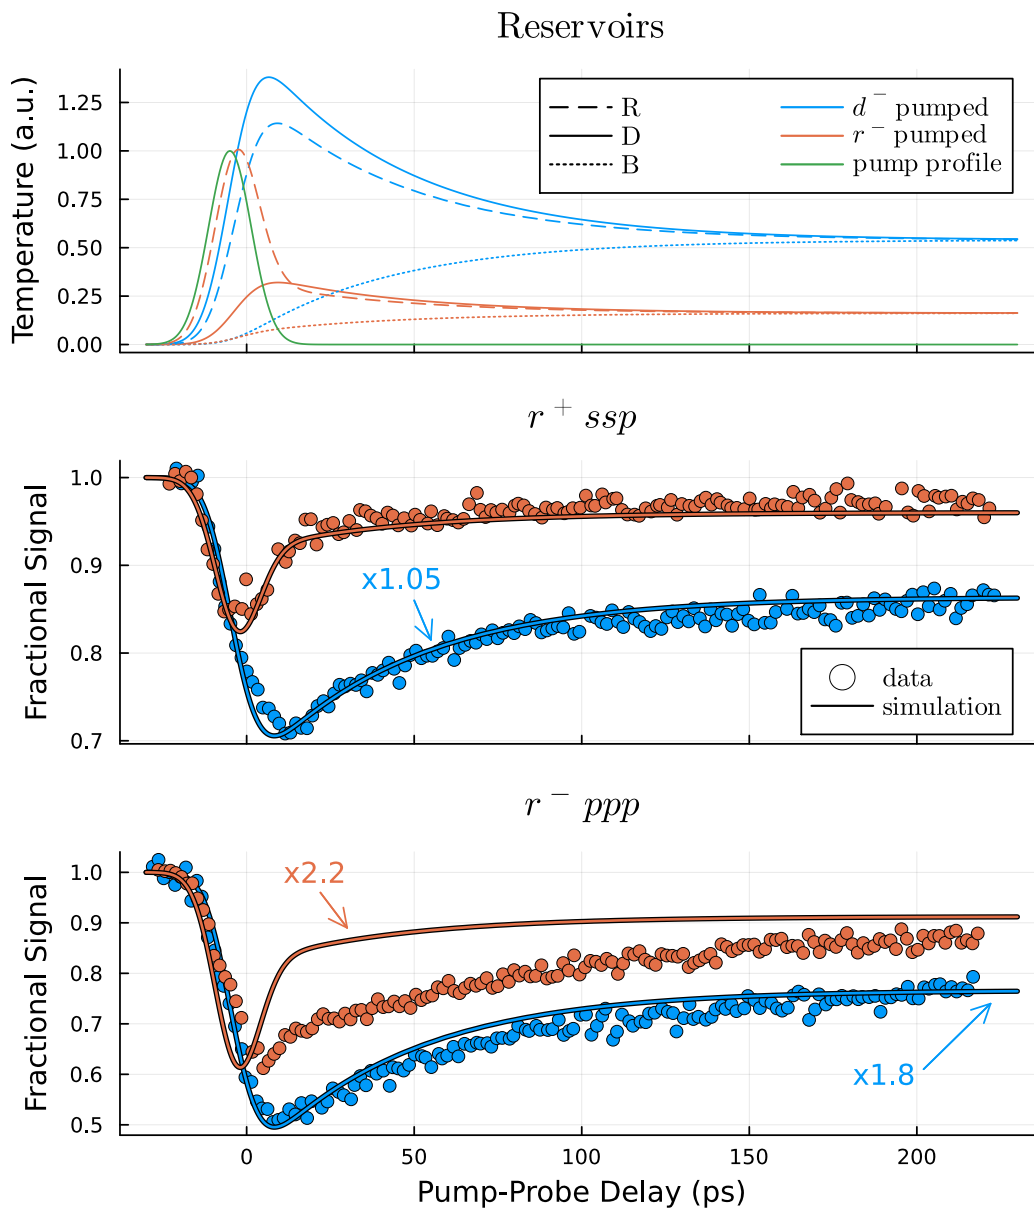 Reservoirs
Temperature (a.u.)
1.25
1.00
0.75
0.50
0.25
0.00
R
D
B
d⁻ pumped
r⁻ pumped
pump profile
r⁺ ssp
Fractional Signal
1.0
0.9
0.8
0.7
x1.05
data
simulation
r⁻ ppp
Fractional Signal
1.0
0.9
0.8
0.7
0.6
0.5
x2.2
x1.8
0 50 100 150 200
Pump-Probe Delay (ps)